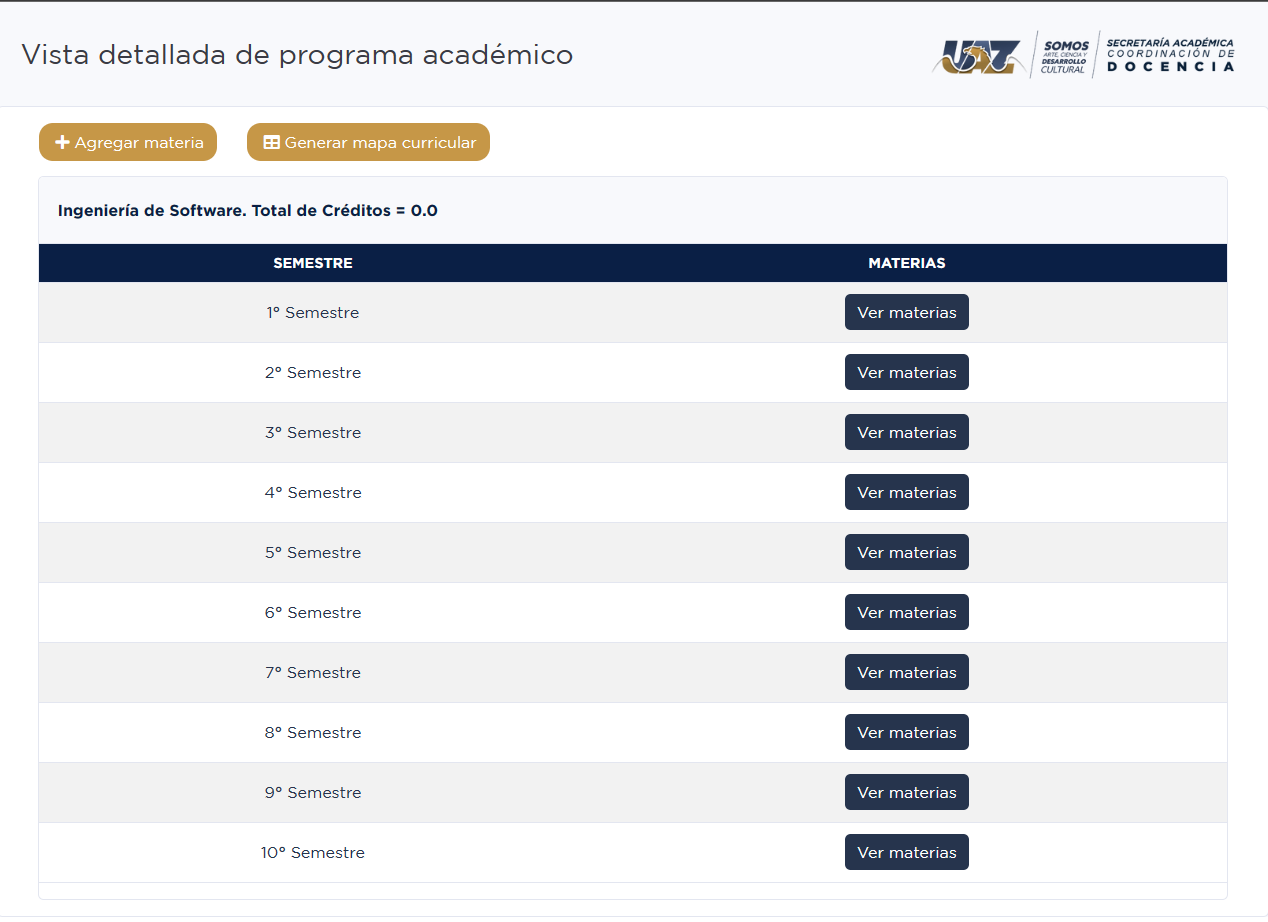 Vista detallada de programa académico
UAZ
SOMOS
ARTE, CIENCIA Y
DESARROLLO
CULTURAL
SECRETARÍA ACADÉMICA
COORDINACIÓN DE
DOCENCIA
Agregar materia
Generar mapa curricular
Ingeniería de Software. Total de Créditos = 0.0
SEMESTRE MATERIAS
1° Semestre Ver materias
2° Semestre Ver materias
3° Semestre Ver materias
4° Semestre Ver materias
5° Semestre Ver materias
6° Semestre Ver materias
7° Semestre Ver materias
8° Semestre Ver materias
9° Semestre Ver materias
10° Semestre Ver materias